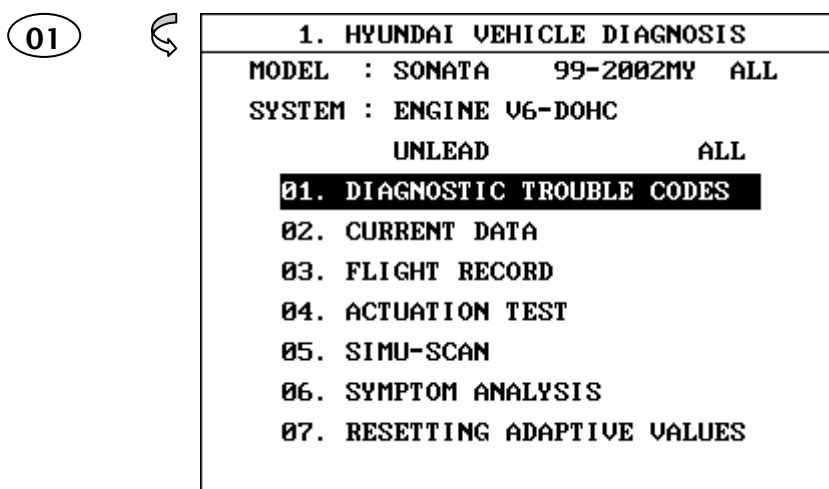 01
1. HYUNDAI VEHICLE DIAGNOSIS
MODEL : SONATA 99-2002MY ALL
SYSTEM : ENGINE V6-DOHC
UNLEAD ALL
01. DIAGNOSTIC TROUBLE CODES
02. CURRENT DATA
03. FLIGHT RECORD
04. ACTUATION TEST
05. SIMU-SCAN
06. SYMPTOM ANALYSIS
07. RESETTING ADAPTIVE VALUES